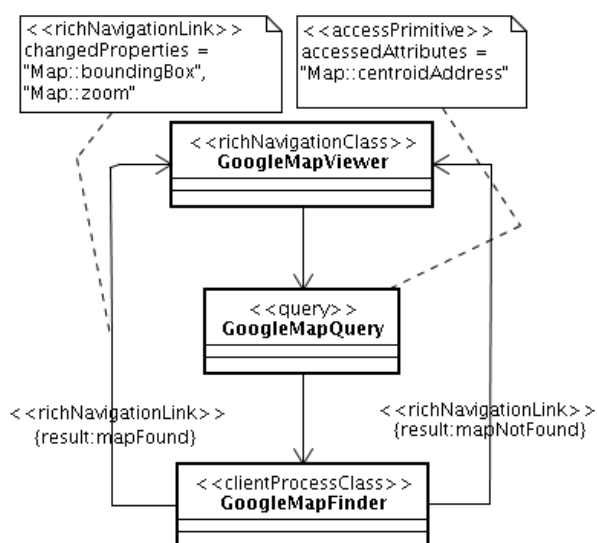 <<richNavigationLink>>
changedProperties =
"Map::boundingBox",
"Map::zoom"
<<accessPrimitive>>
accessedAttributes =
"Map::centroidAddress"
<<richNavigationClass>>
GoogleMapViewer
<<query>>
GoogleMapQuery
<<richNavigationLink>>
{result:mapFound}
<<richNavigationLink>>
{result:mapNotFound}
<<clientProcessClass>>
GoogleMapFinder